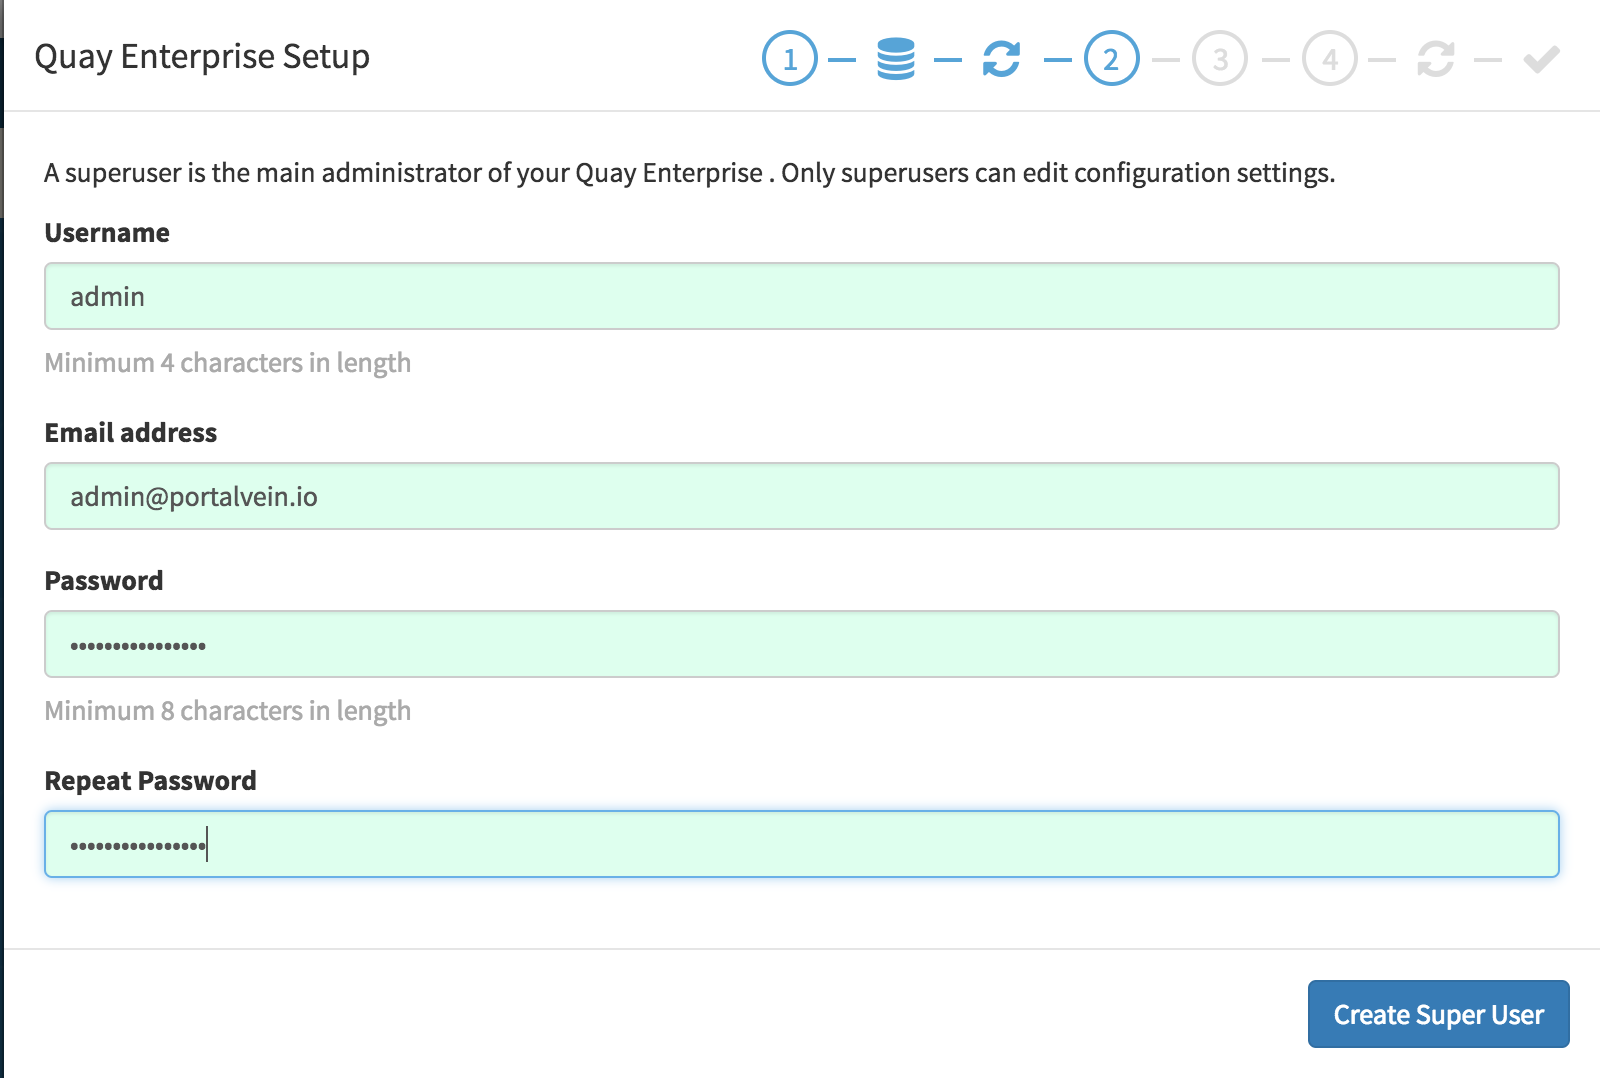 Quay Enterprise Setup
1
2
3
4
A superuser is the main administrator of your Quay Enterprise . Only superusers can edit configuration settings.
Username
admin
Minimum 4 characters in length
Email address
admin@portalvein.io
Password
••••••••••••••••
Minimum 8 characters in length
Repeat Password
••••••••••••••••
Create Super User